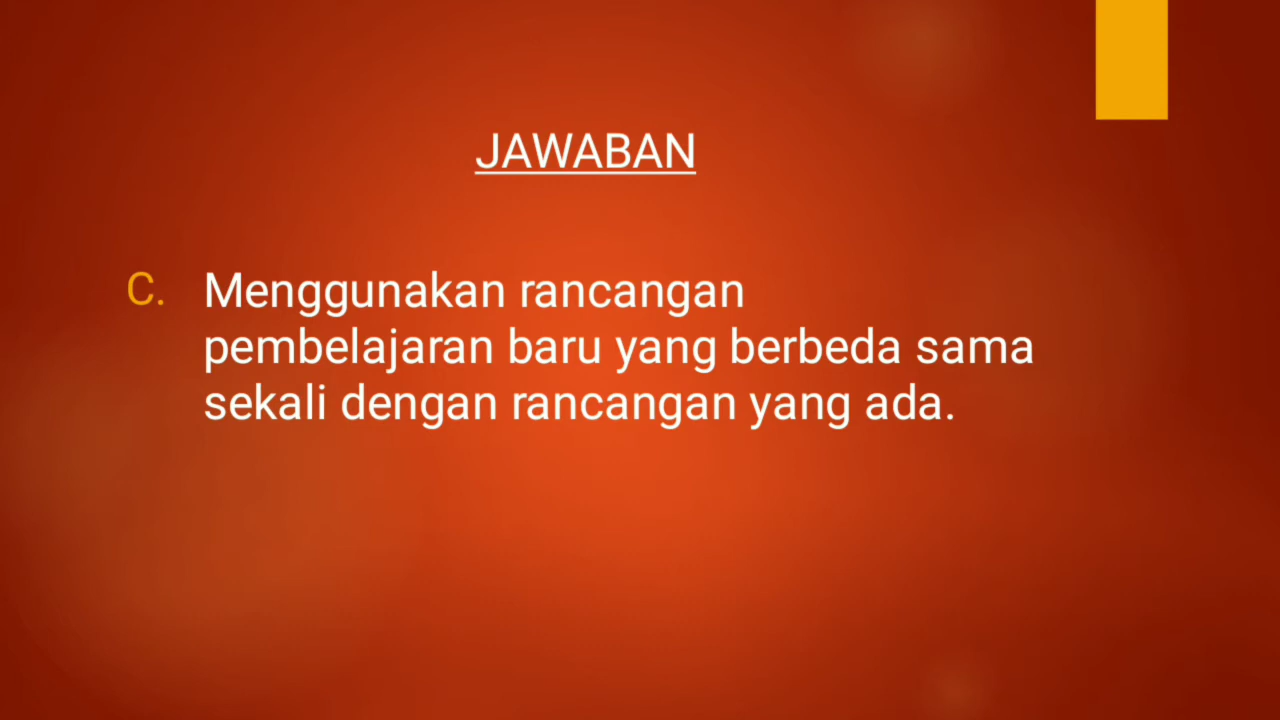 JAWABAN
C. Menggunakan rancangan
pembelajaran baru yang berbeda sama
sekali dengan rancangan yang ada.